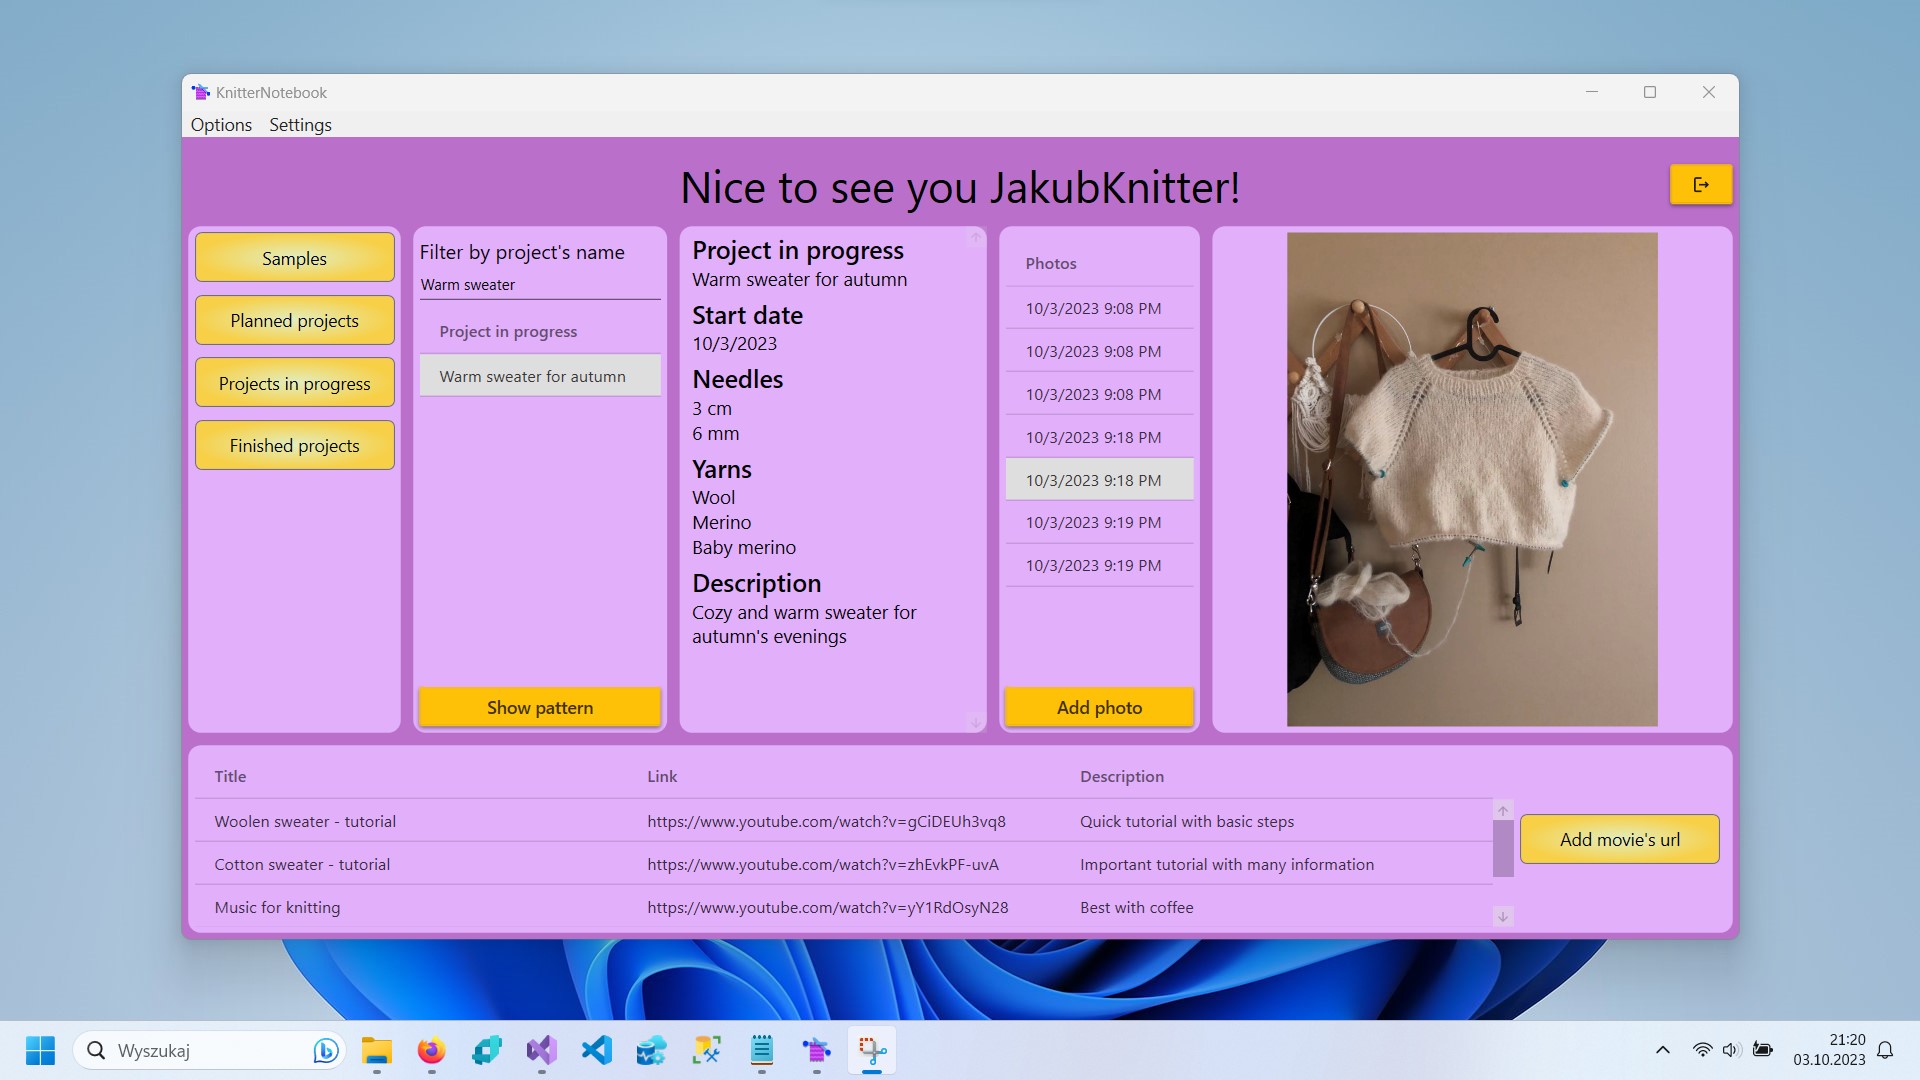 KnitterNotebook
Options Settings
Nice to see you JakubKnitter!
Samples
Planned projects
Projects in progress
Finished projects
Filter by project's name
Warm sweater
Project in progress
Warm sweater for autumn
Show pattern
Project in progress
Warm sweater for autumn
Start date
10/3/2023
Needles
3 cm
6 mm
Yarns
Wool
Merino
Baby merino
Description
Cozy and warm sweater for
autumn's evenings
Photos
10/3/2023 9:08 PM
10/3/2023 9:08 PM
10/3/2023 9:08 PM
10/3/2023 9:18 PM
10/3/2023 9:18 PM
10/3/2023 9:19 PM
10/3/2023 9:19 PM
Add photo
Title Link Description
Woolen sweater - tutorial https://www.youtube.com/watch?v=gCiDEUh3vq8 Quick tutorial with basic steps
Cotton sweater - tutorial https://www.youtube.com/watch?v=zhEvkPF-uvA Important tutorial with many information
Music for knitting https://www.youtube.com/watch?v=yY1RdOsyN28 Best with coffee
Add movie's url
Wyszukaj
21:20
03.10.2023